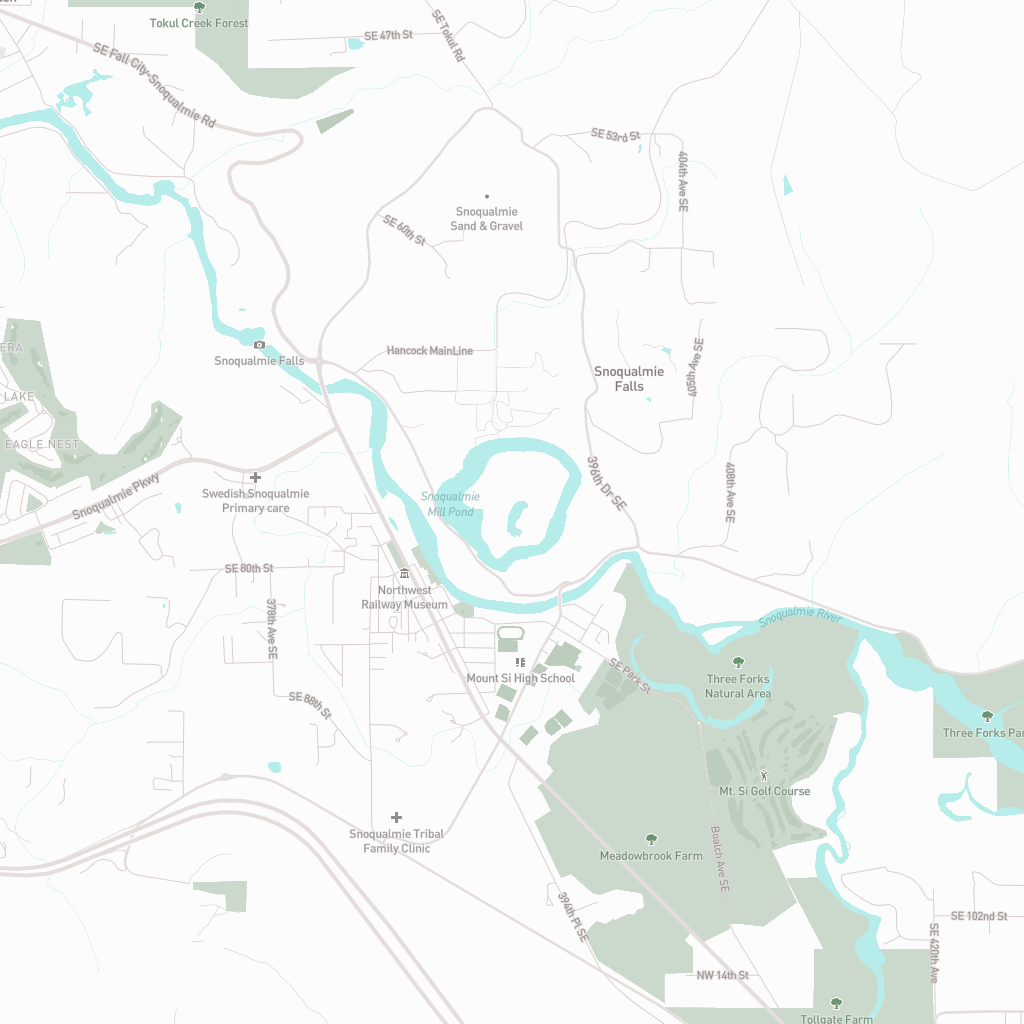 Tokul Creek Forest
SE 47th St
SE Tokul Rd
SE Fall City-Snoqualmie Rd
SE 53rd St
404th Ave SE
Snoqualmie
Sand & Gravel
SE 60th St
Hancock MainLine
Snoqualmie Falls
Snoqualmie
Falls
405th Ave SE
LAKE
EAGLE NEST
Snoqualmie Pkwy
Swedish Snoqualmie
Primary care
Snoqualmie
Mill Pond
396th Dr SE
408th Ave SE
SE 80th St
378th Ave SE
Northwest
Railway Museum
Snoqualmie River
Mount Si High School
SE Park St
Three Forks
Natural Area
SE 88th St
Three Forks Par
Mt. Si Golf Course
Snoqualmie Tribal
Family Clinic
Meadowbrook Farm
Boalch Ave SE
394th Pl SE
SE 102nd St
SE 420th Ave
NW 14th St
Tollgate Farm